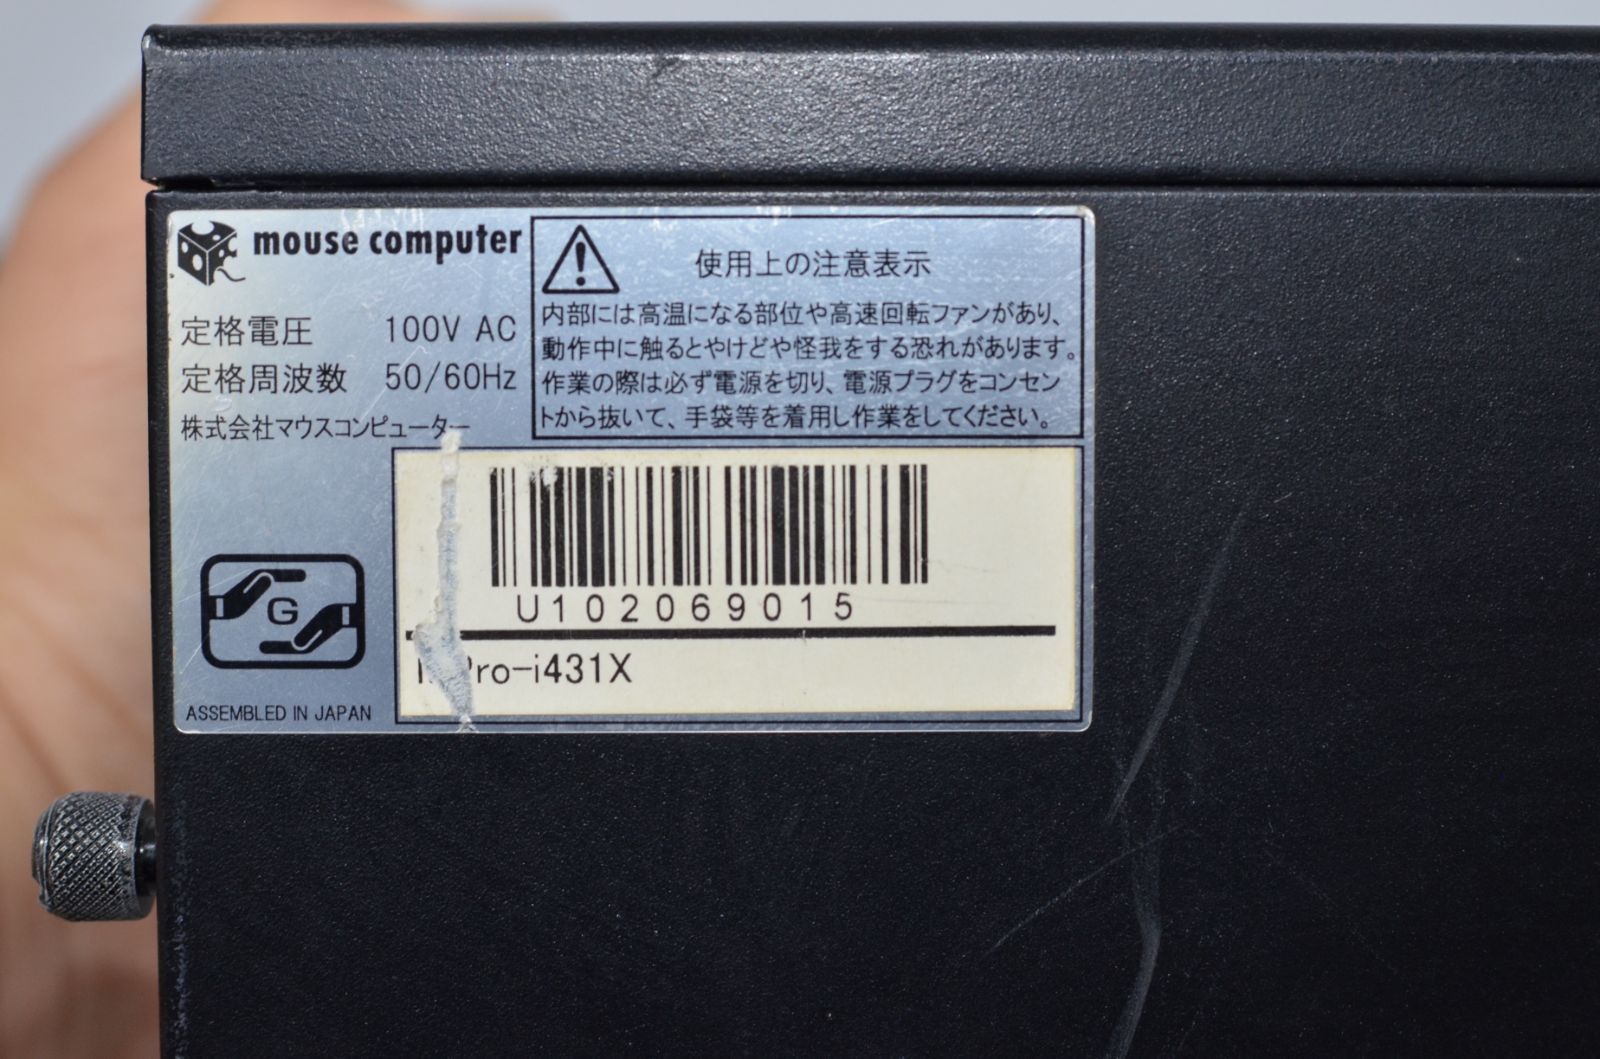 mouse computer
定格電圧 100V AC
定格周波数 50/60Hz
株式会社マウスコンピューター
使用上の注意表示
内部には高温になる部位や高速回転ファンがあり、
動作中に触るとやけどや怪我をする恐れがあります。
作業の際は必ず電源を切り、電源プラグをコンセン
トから抜いて、手袋等を着用し作業をしてください。
U102069015
Pro-i431X
G
ASSEMBLED IN JAPAN